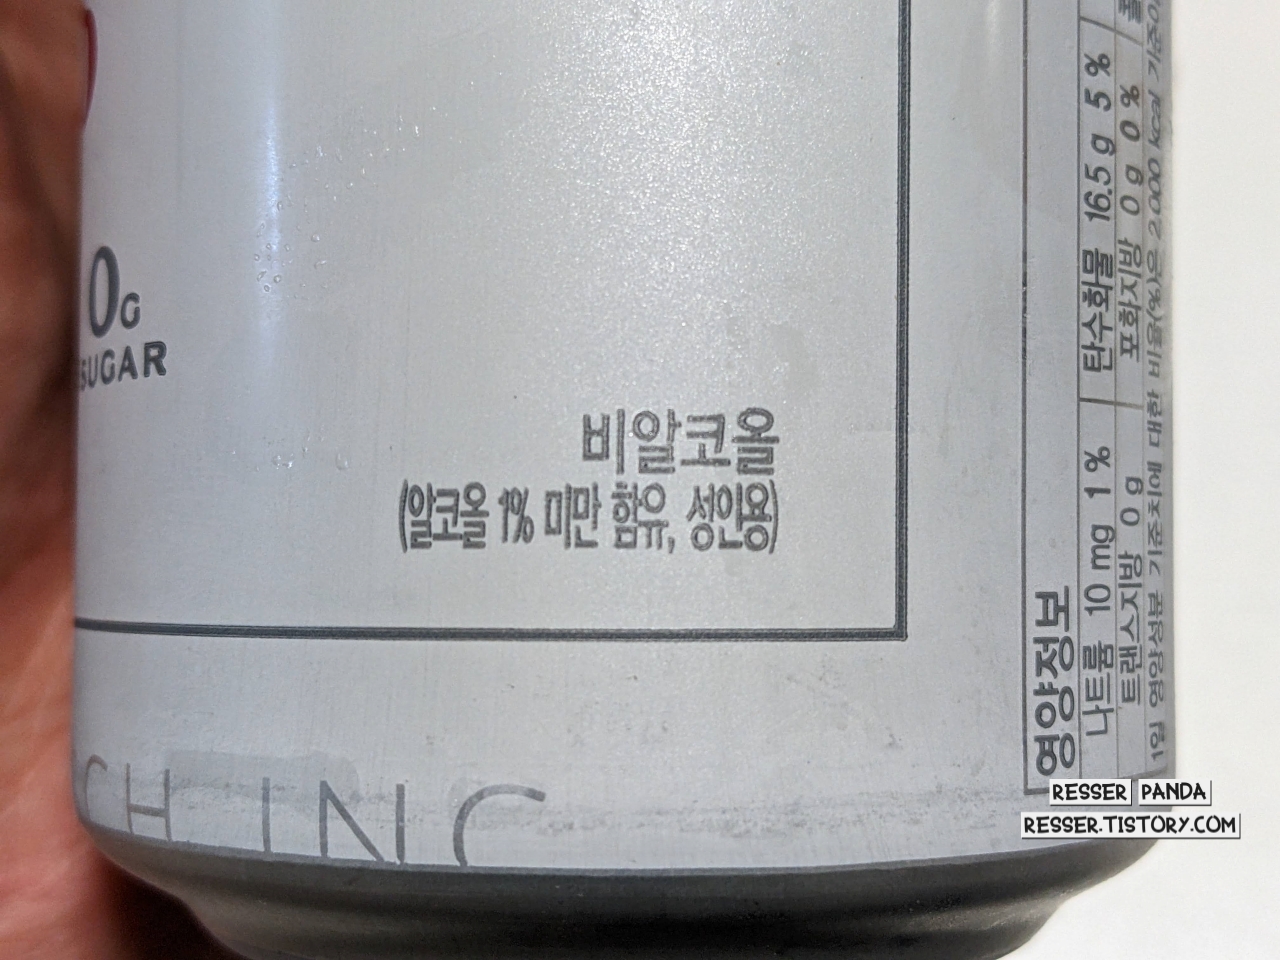 0G
SUGAR
비알코올
(알코올 1% 미만 함유, 성인용)
CH INC
영양정보
나트륨 10 mg 1 % 탄수화물 16.5 g 5 %
트랜스지방 0 g 포화지방 0 g 0 %
1일 영양성분 기준치에 대한 비율(%)은 2,000 kcal 기준이
RESSER PANDA
RESSER.TISTORY.COM